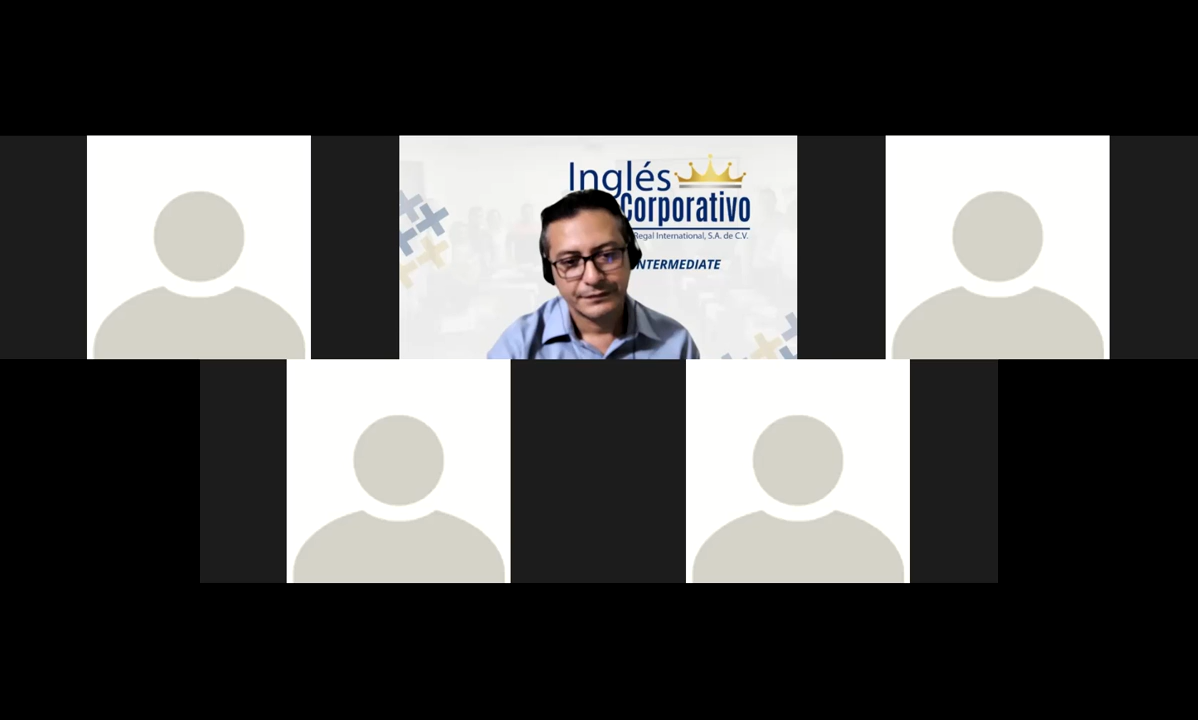 Inglés
Corporativo
Regal International, S.A. de C.V.
INTERMEDIATE